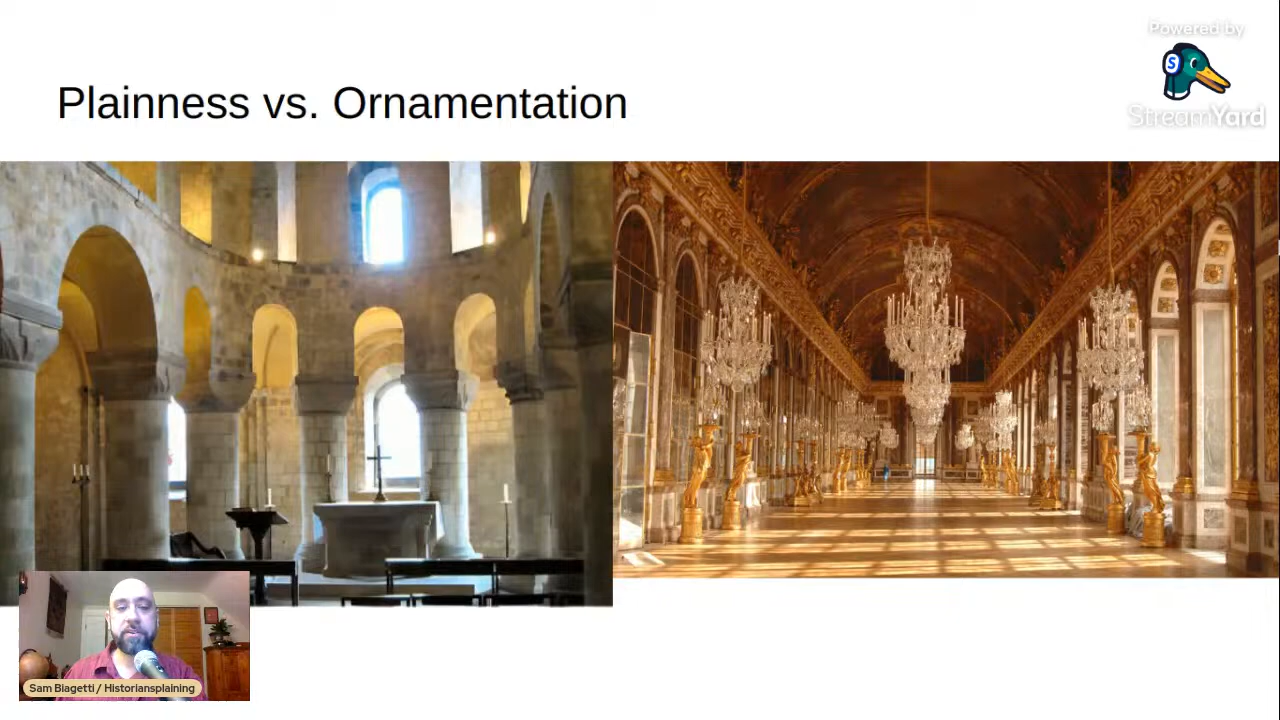 Powered by
S
StreamYard
Plainness vs. Ornamentation
Sam Biagetti / Historiansplaining